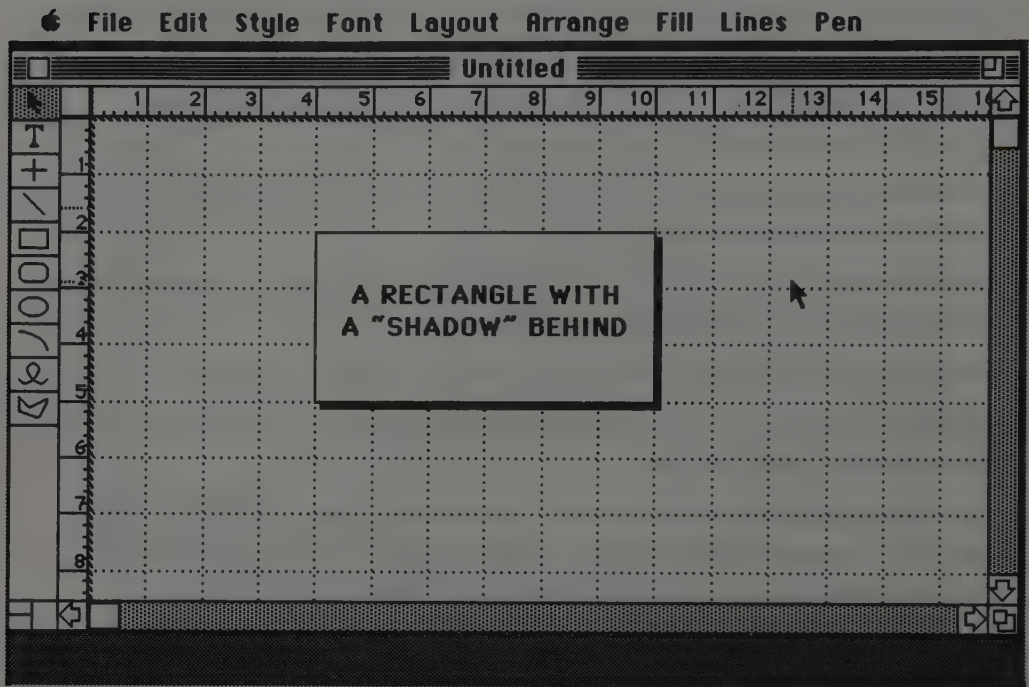 File Edit Style Font Layout Arrange Fill Lines Pen
Untitled
1 2 3 4 5 6 7 8 9 10 11 12 13 14 15 16
T
1
2
3
4
5
6
7
8
A RECTANGLE WITH
A "SHADOW" BEHIND